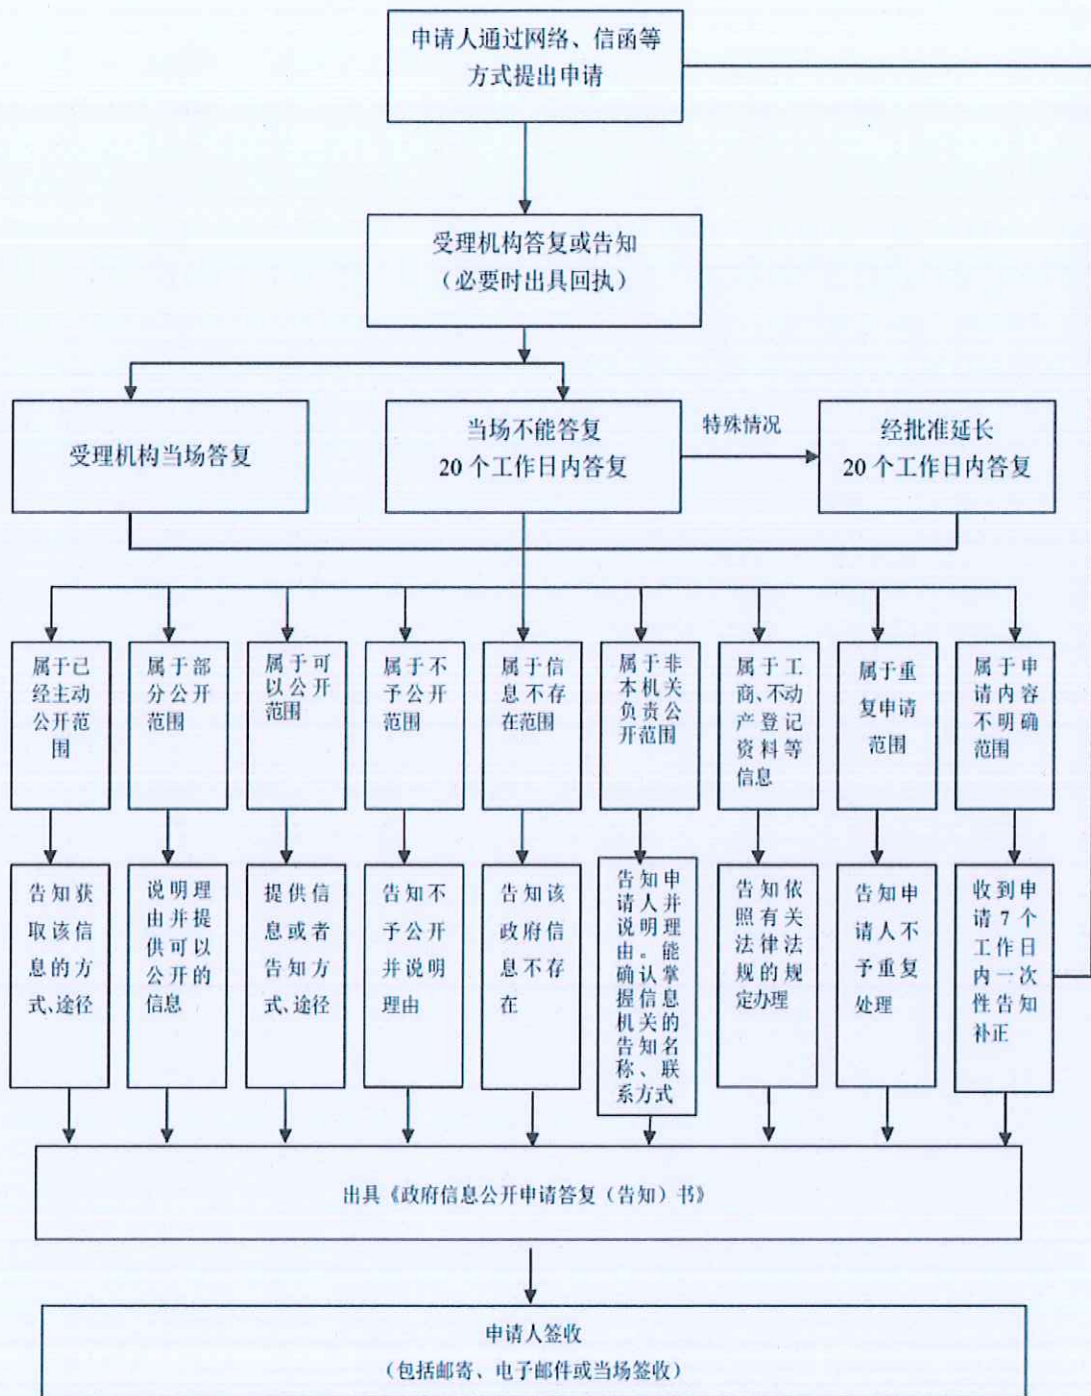 申请人通过网络、信函等
方式提出申请
受理机构答复或告知
（必要时出具回执）
受理机构当场答复
当场不能答复
20 个工作日内答复
特殊情况
经批准延长
20 个工作日内答复
属于已
经主动
公开范
围
属于部
分公开
范围
属于可
以公开
范围
属于不
予公开
范围
属于信
息不存
在范围
属于非
本机关
负责公
开范围
属于工
商、不动
产登记
资料等
信息
属于重
复申请
范围
属于申
请内容
不明确
范围
告知获
取该信
息的方
式、途径
说明理
由并提
供可以
公开的
信息
提供信
息或者
告知方
式、途径
告知不
予公开
并说明
理由
告知该
政府信
息不存
在
告知申
请人并
说明理
由。能
确认掌
握信息
机关的
告知名
称、联
系方式
告知依
照有关
法律法
规的规
定办理
告知申
请人不
予重复
处理
收到申
请 7 个
工作日
内一次
性告知
补正
出具《政府信息公开申请答复（告知）书》
申请人签收
（包括邮寄、电子邮件或当场签收）